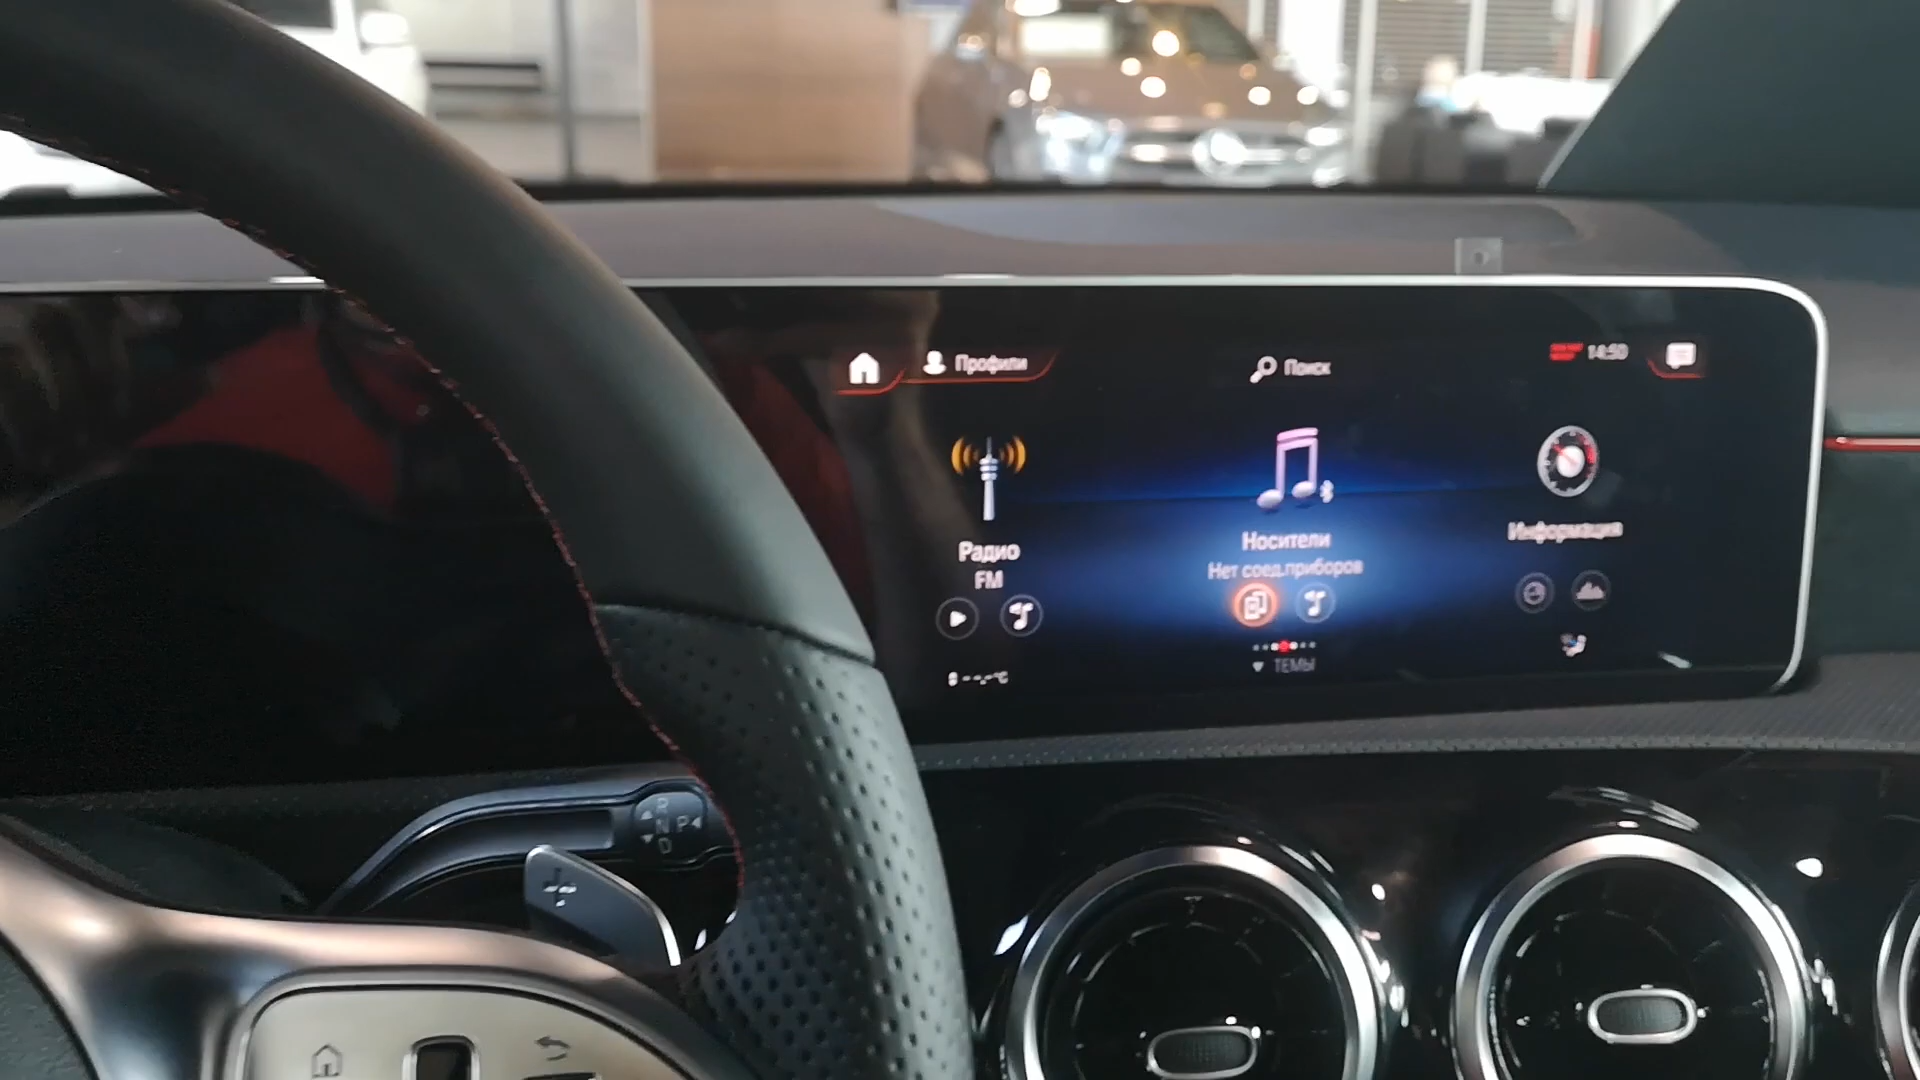 Профили
Поиск
14:50
Радио
FM
Носители
Нет соед.приборов
Информация
ТЕМЫ
--,-°C
R
N P
D
+